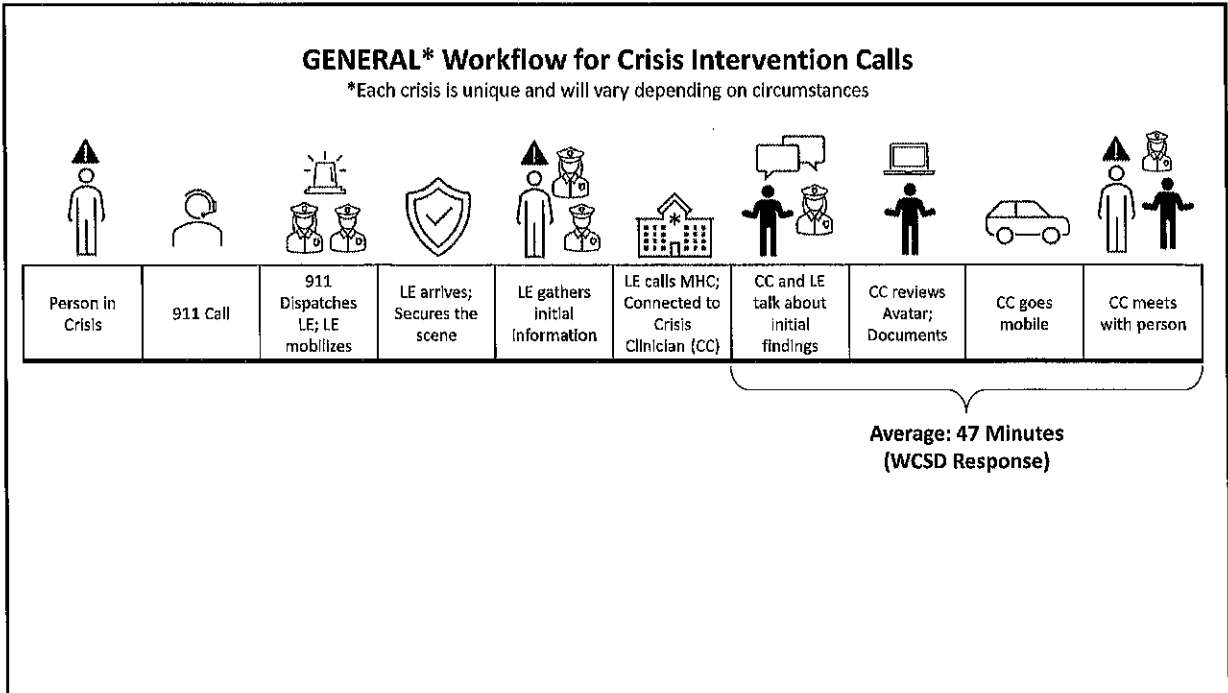 GENERAL* Workflow for Crisis Intervention Calls
*Each crisis is unique and will vary depending on circumstances
Person in
Crisis
911 Call
911
Dispatches
LE; LE
mobilizes
LE arrives;
Secures the
scene
LE gathers
initial
information
LE calls MHC;
Connected to
Crisis
Clinician (CC)
CC and LE
talk about
initial
findings
CC reviews
Avatar;
Documents
CC goes
mobile
CC meets
with person
Average: 47 Minutes
(WCSD Response)